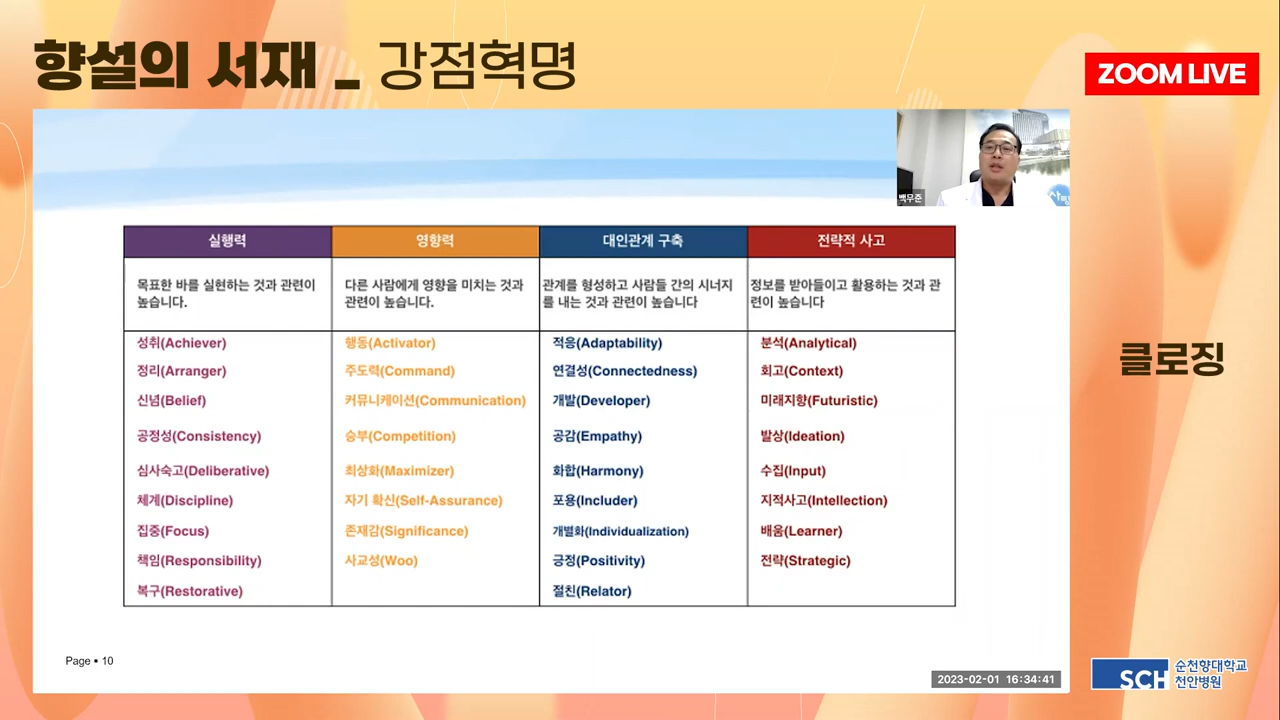 향설의 서재 _ 강점혁명
ZOOM LIVE
백무준
실행력
영향력
대인관계 구축
전략적 사고
목표한 바를 실현하는 것과 관련이
높습니다.
다른 사람에게 영향을 미치는 것과
관련이 높습니다.
관계를 형성하고 사람들 간의 시너지
를 내는 것과 관련이 높습니다
정보를 받아들이고 활용하는 것과 관
련이 높습니다
성취(Achiever)
정리(Arranger)
신념(Belief)
공정성(Consistency)
심사숙고(Deliberative)
체계(Discipline)
집중(Focus)
책임(Responsibility)
복구(Restorative)
행동(Activator)
주도력(Command)
커뮤니케이션(Communication)
승부(Competition)
최상화(Maximizer)
자기 확신(Self-Assurance)
존재감(Significance)
사교성(Woo)
적응(Adaptability)
연결성(Connectedness)
개발(Developer)
공감(Empathy)
화합(Harmony)
포용(Includer)
개별화(Individualization)
긍정(Positivity)
절친(Relator)
분석(Analytical)
회고(Context)
미래지향(Futuristic)
발상(Ideation)
수집(Input)
지적사고(Intellection)
배움(Learner)
전략(Strategic)
클로징
Page ▪ 10
2023-02-01 16:34:41
SCH
순천향대학교
천안병원